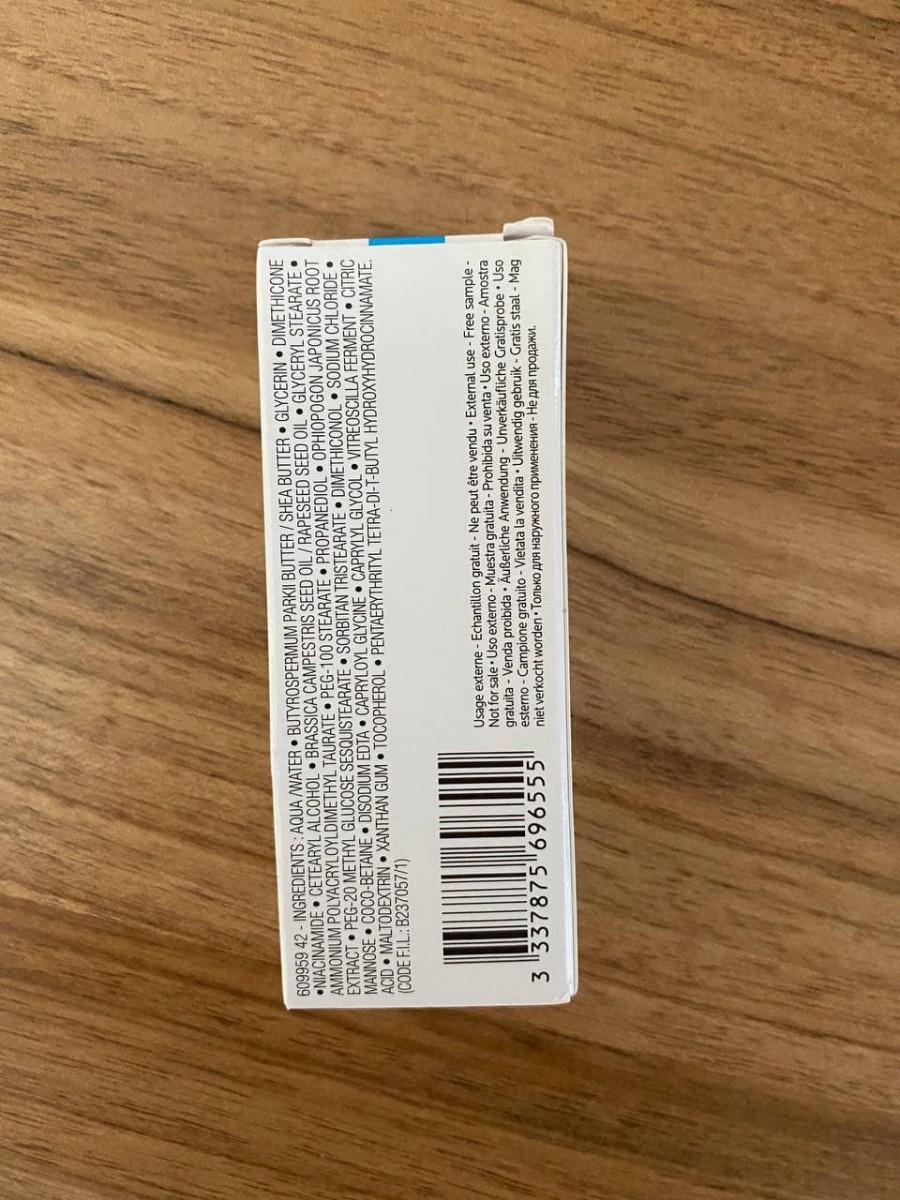 609959 42 - INGREDIENTS : AQUA / WATER • BUTYROSPERMUM PARKII BUTTER / SHEA BUTTER • GLYCERIN • DIMETHICONE
• NIACINAMIDE • CETEARYL ALCOHOL • BRASSICA CAMPESTRIS SEED OIL / RAPESEED SEED OIL • GLYCERYL STEARATE •
AMMONIUM POLYACRYLOYLDIMETHYL TAURATE • PEG-100 STEARATE • PROPANEDIOL • OPHIOPOGON JAPONICUS ROOT
EXTRACT • PEG-20 METHYL GLUCOSE SESQUISTEARATE • SORBITAN TRISTEARATE • DIMETHICONOL • SODIUM CHLORIDE •
MANNOSE • COCO-BETAINE • DISODIUM EDTA • CAPRYLOYL GLYCINE • CAPRYLYL GLYCOL • VITREOSCILLA FERMENT • CITRIC
ACID • MALTODEXTRIN • XANTHAN GUM • TOCOPHEROL • PENTAERYTHRITYL TETRA-DI-T-BUTYL HYDROXYHYDROCINNAMATE.
(CODE F.I.L.: B237057/1)
Usage externe - Echantillon gratuit - Ne peut être vendu • External use - Free sample -
Not for sale • Uso externo - Muestra gratuita - Prohibida su venta • Uso externo - Amostra
gratuita - Venda proibida • Äußerliche Anwendung - Unverkäufliche Gratisprobe • Uso
esterno - Campione gratuito - Vietata la vendita • Uitwendig gebruik - Gratis staal - Mag
niet verkocht worden • Только для наружного применения - Не для продажи.
3 337875 696555